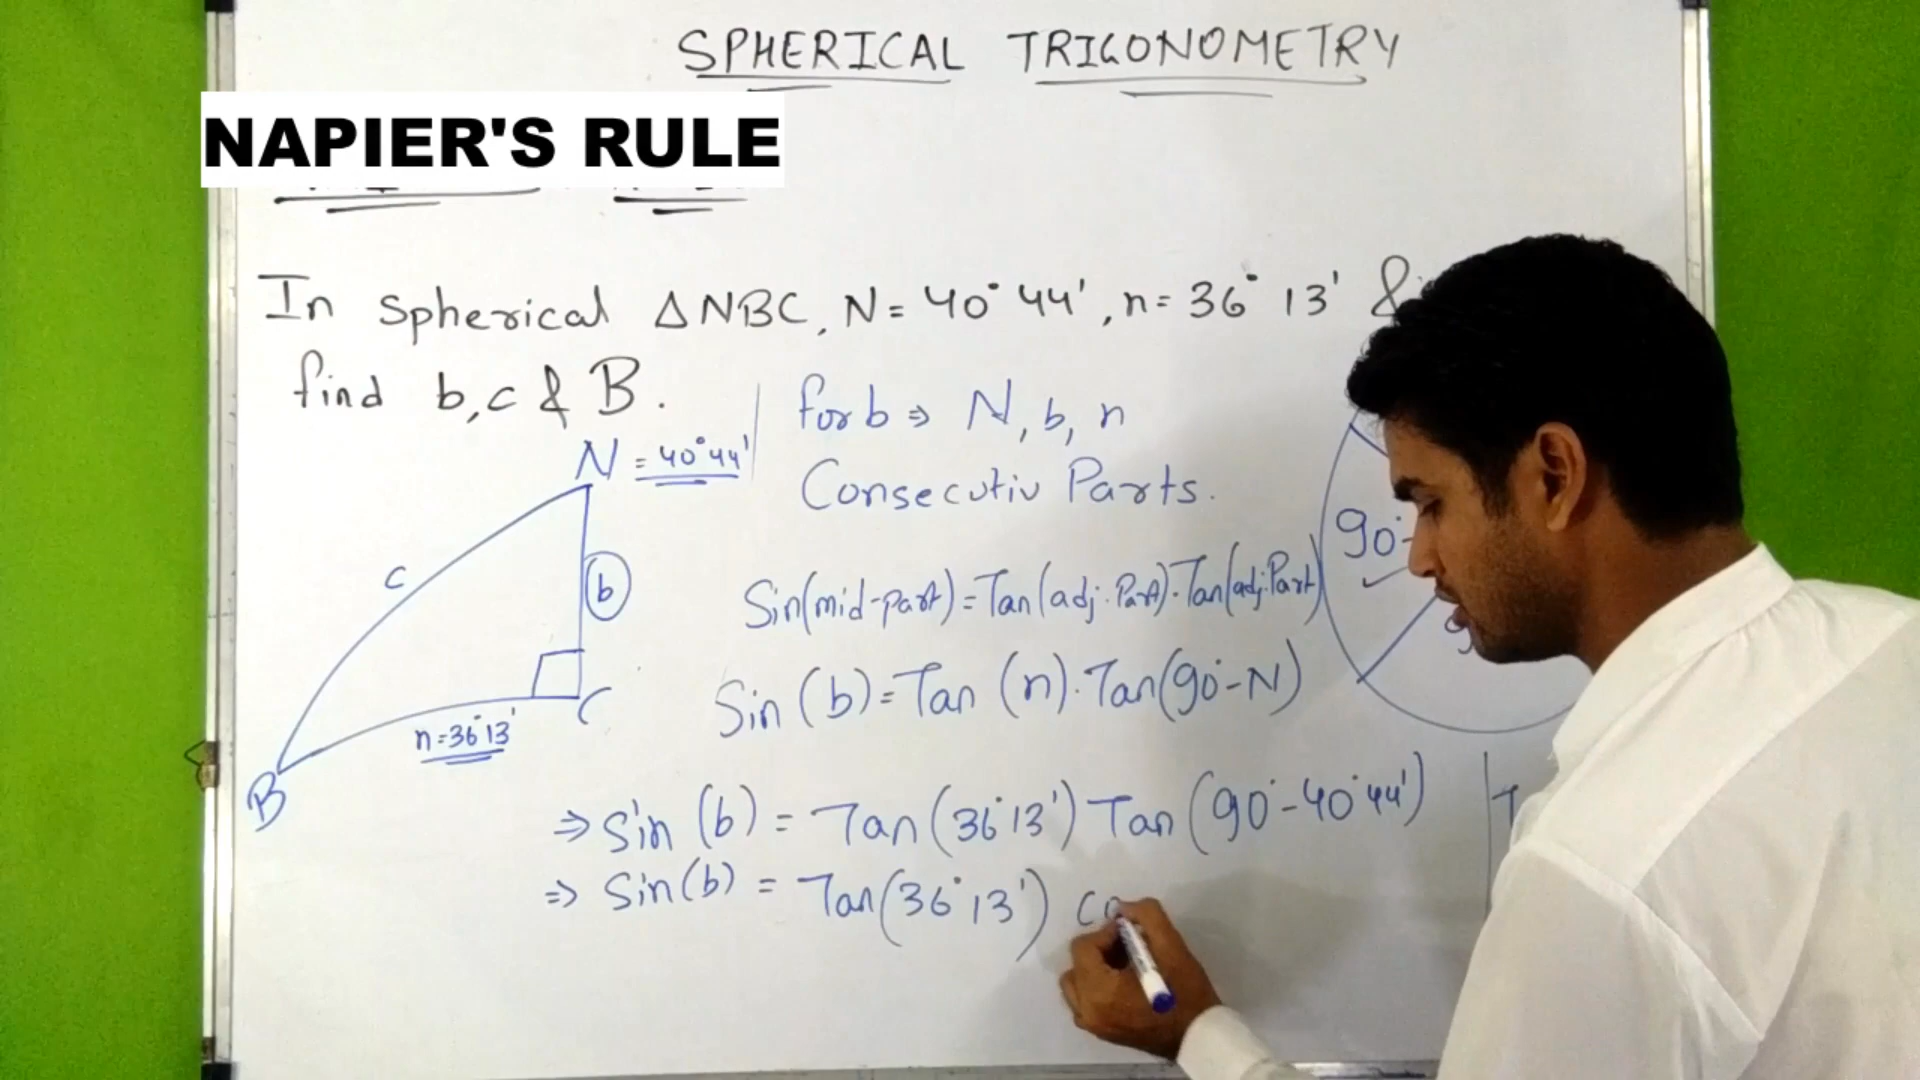 SPHERICAL TRIGONOMETRY
NAPIER'S RULE
In spherical △NBC, N = 40° 44', n = 36° 13' &
find b, c & B.
N = 40° 44'
c
b
C
n = 36° 13'
B
for b ⇒ N, b, n
Consecutiv Parts.
Sin(mid-part) = Tan(adj. Part) · Tan(adj. Part)
Sin (b) = Tan (n) · Tan(90° - N)
⇒ Sin (b) = Tan (36° 13') Tan (90° - 40° 44')
⇒ Sin(b) = Tan(36° 13') co
90° -